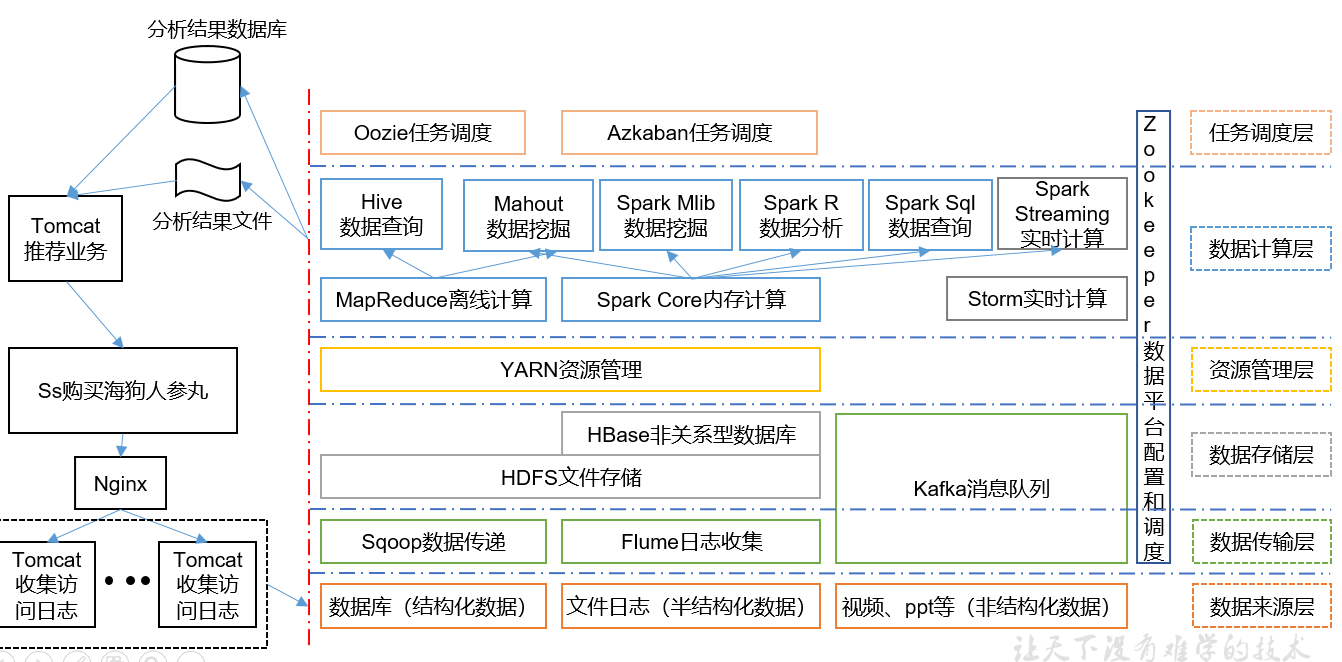 分析结果数据库
分析结果文件
Tomcat
推荐业务
Ss购买海狗人参丸
Nginx
Tomcat
收集访
问日志
Tomcat
收集访
问日志
Oozie任务调度
Azkaban任务调度
Hive
数据查询
Mahout
数据挖掘
Spark Mlib
数据挖掘
Spark R
数据分析
Spark Sql
数据查询
Spark
Streaming
实时计算
MapReduce离线计算
Spark Core内存计算
Storm实时计算
YARN资源管理
HBase非关系型数据库
HDFS文件存储
Kafka消息队列
Sqoop数据传递
Flume日志收集
数据库（结构化数据）
文件日志（半结构化数据）
视频、ppt等（非结构化数据）
Zookeeper数据平台配置和调度
任务调度层
数据计算层
资源管理层
数据存储层
数据传输层
数据来源层
让天下没有难学的技术